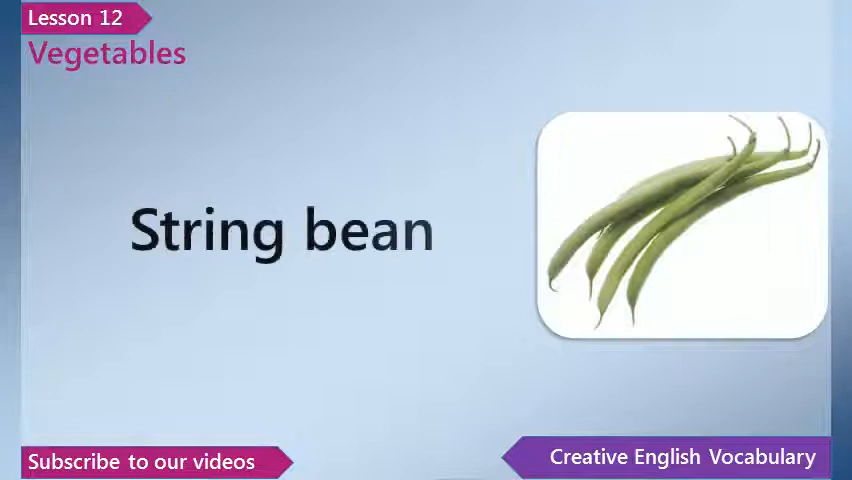 Lesson 12
Vegetables
String bean
Subscribe to our videos
Creative English Vocabulary